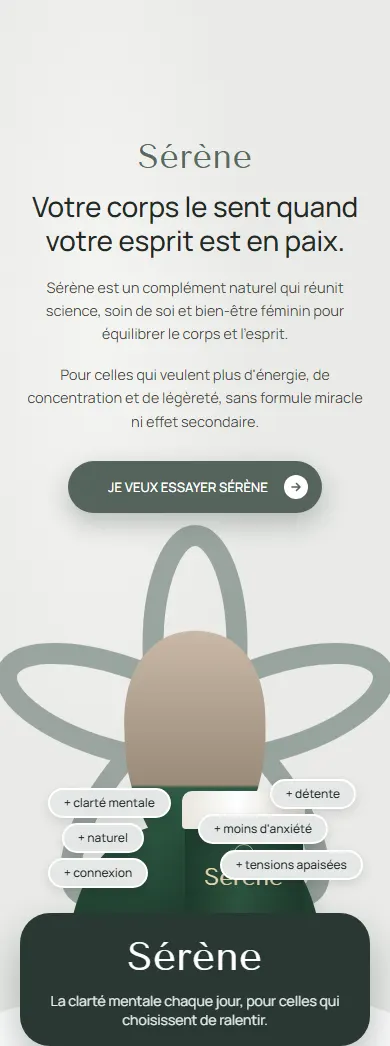 Sérène
Votre corps le sent quand
votre esprit est en paix.
Sérène est un complément naturel qui réunit
science, soin de soi et bien-être féminin pour
équilibrer le corps et l'esprit.
Pour celles qui veulent plus d'énergie, de
concentration et de légèreté, sans formule miracle
ni effet secondaire.
JE VEUX ESSAYER SÉRÈNE
+ détente
+ clarté mentale
+ moins d'anxiété
+ naturel
+ tensions apaisées
+ connexion
Sérène
Sérène
La clarté mentale chaque jour, pour celles qui
choisissent de ralentir.